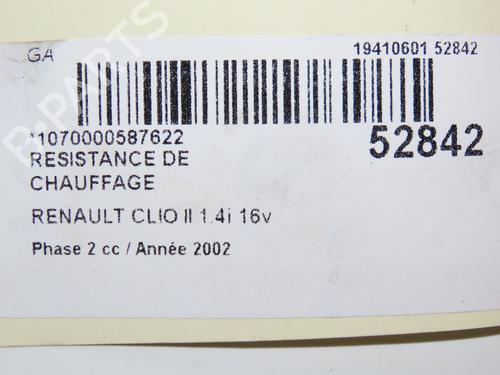 GA
19410601 52842
*1070000587622
52842
RESISTANCE DE
CHAUFFAGE
RENAULT CLIO II 1.4i 16v
Phase 2 cc / Année 2002
B-PARTS